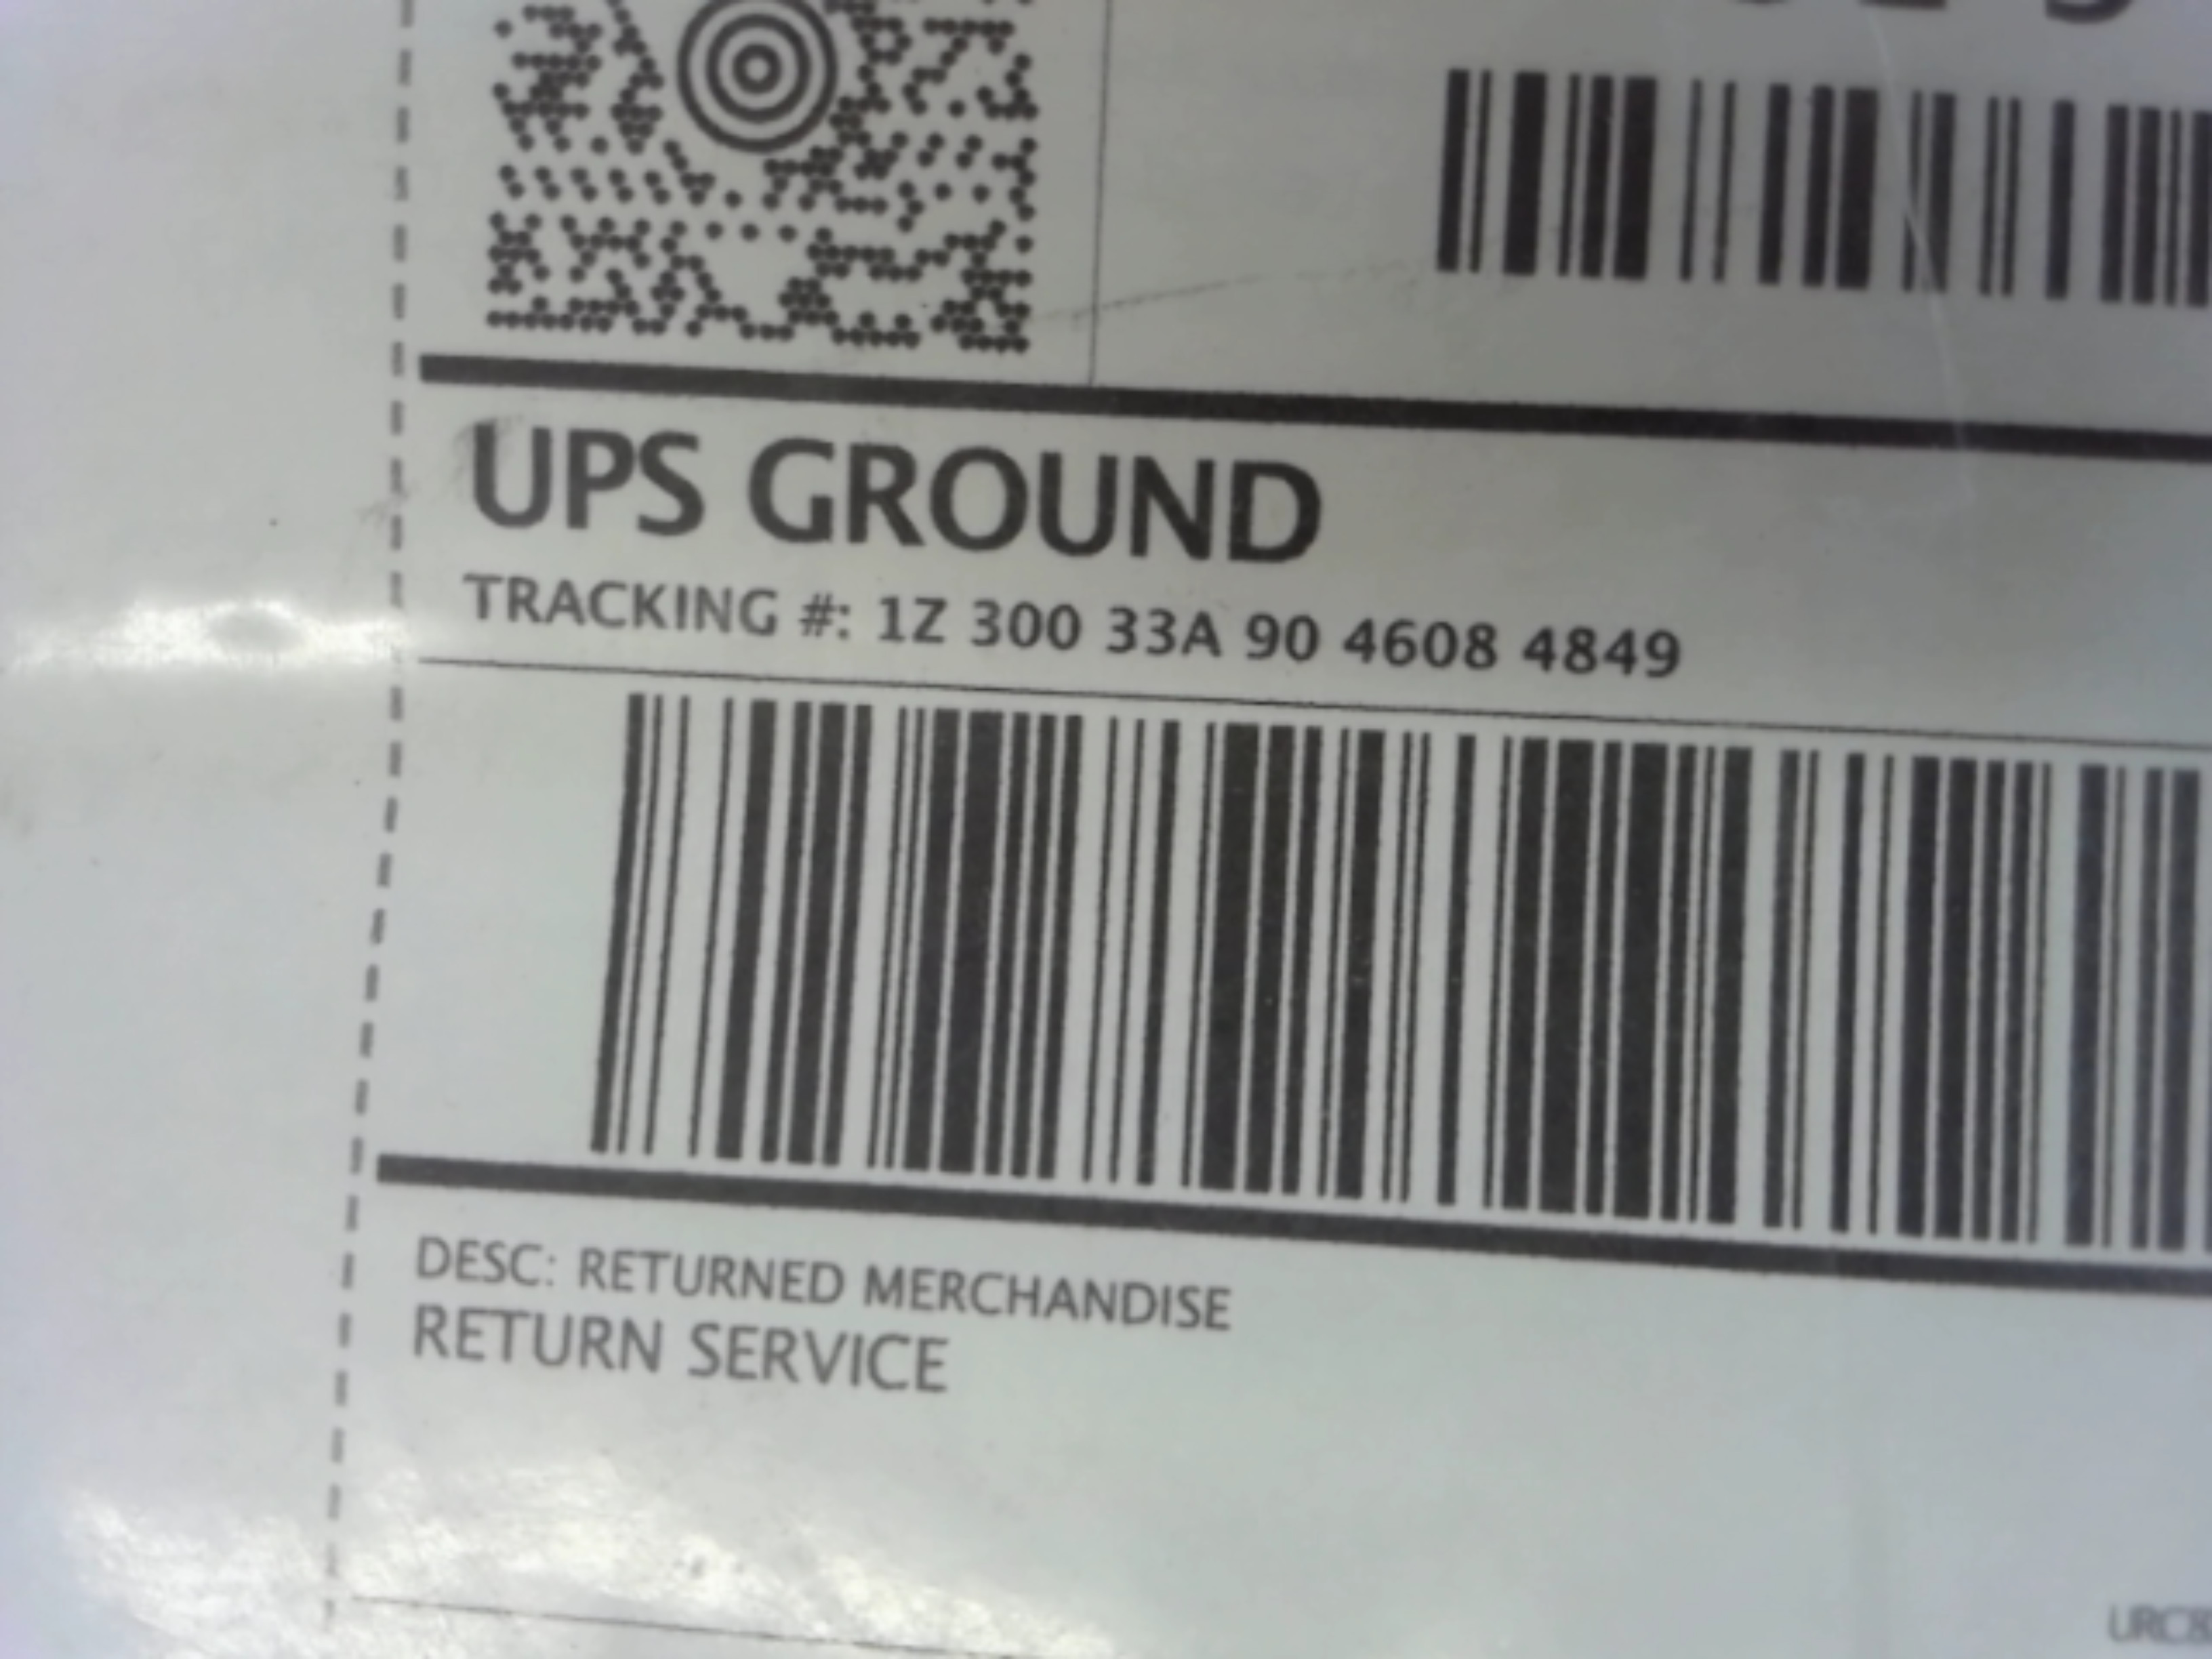 UPS GROUND
TRACKING #: 1Z 300 33A 90 4608 4849
DESC: RETURNED MERCHANDISE
RETURN SERVICE